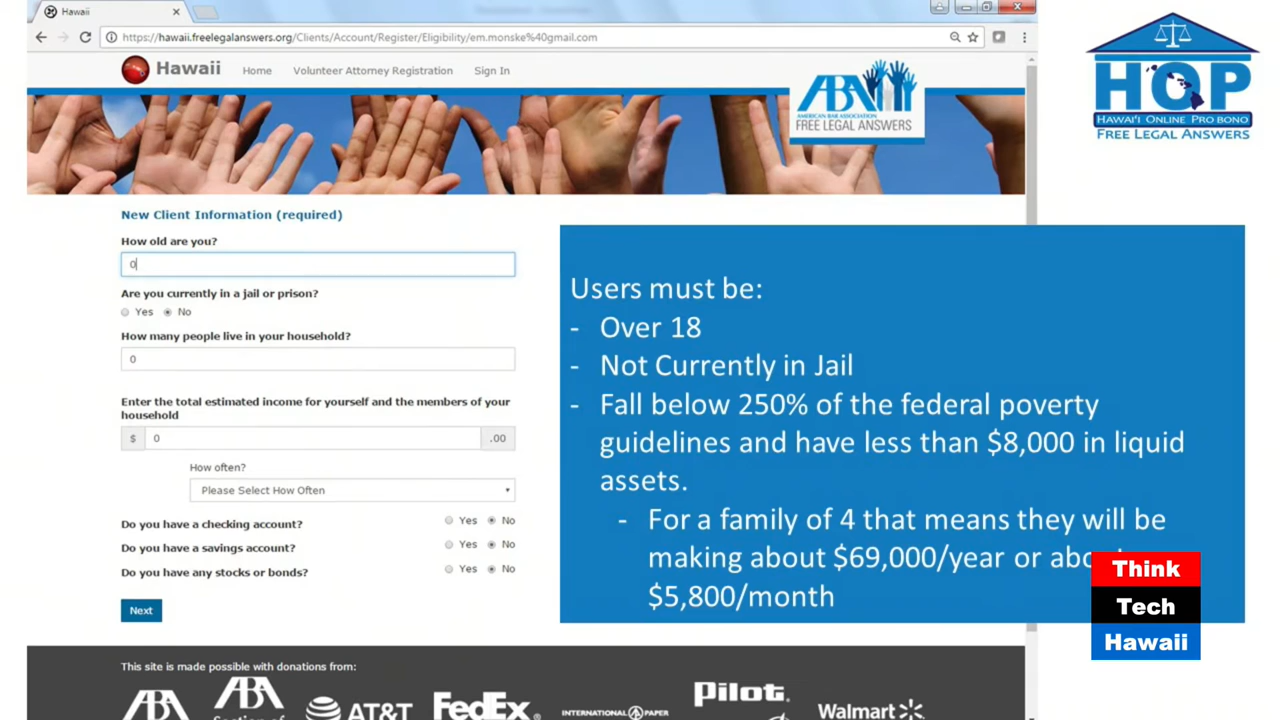 Hawaii
https://hawaii.freelegalanswers.org/Clients/Account/Register/Eligibility/em.monske%40gmail.com
Hawaii Home Volunteer Attorney Registration Sign In
ABA
AMERICAN BAR ASSOCIATION
FREE LEGAL ANSWERS
HOP
HAWAI'I ONLINE PRO BONO
FREE LEGAL ANSWERS
New Client Information (required)
How old are you?
0
Are you currently in a jail or prison?
Yes No
How many people live in your household?
0
Enter the total estimated income for yourself and the members of your
household
$ 0 .00
How often?
Please Select How Often
Do you have a checking account? Yes No
Do you have a savings account? Yes No
Do you have any stocks or bonds? Yes No
Next
Users must be:
- Over 18
- Not Currently in Jail
- Fall below 250% of the federal poverty
guidelines and have less than $8,000 in liquid
assets.
- For a family of 4 that means they will be
making about $69,000/year or
$5,800/month
Think
Tech
Hawaii
This site is made possible with donations from:
ABA
ABA
Section of
AT&T
FedEx
INTERNATIONAL PAPER
Pilot
Walmart